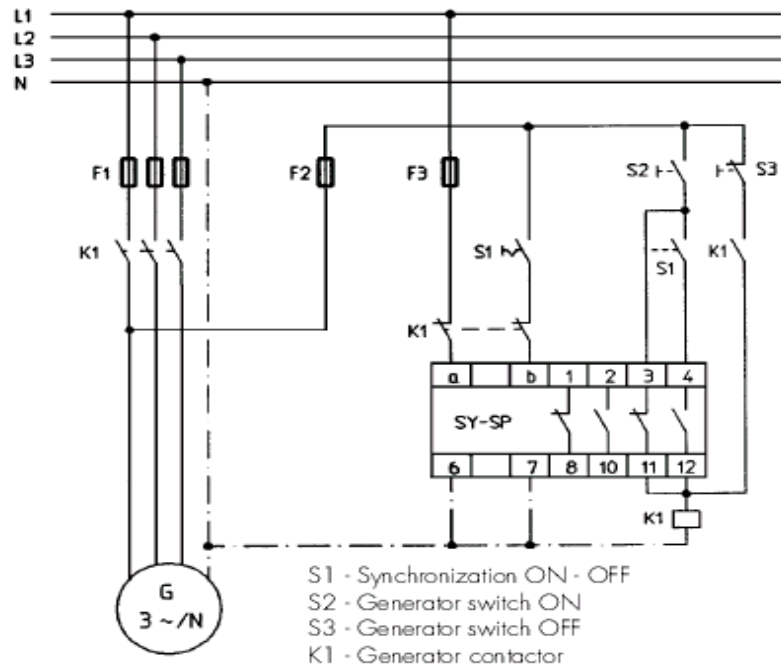 L1
L2
L3
N
F1
F2
F3
S2
S3
K1
S1
S1
K1
K1
a b 1 2 3 4
SY-SP
6 7 8 10 11 12
K1
G
3 ~/N
S1 - Synchronization ON - OFF
S2 - Generator switch ON
S3 - Generator switch OFF
K1 - Generator contactor